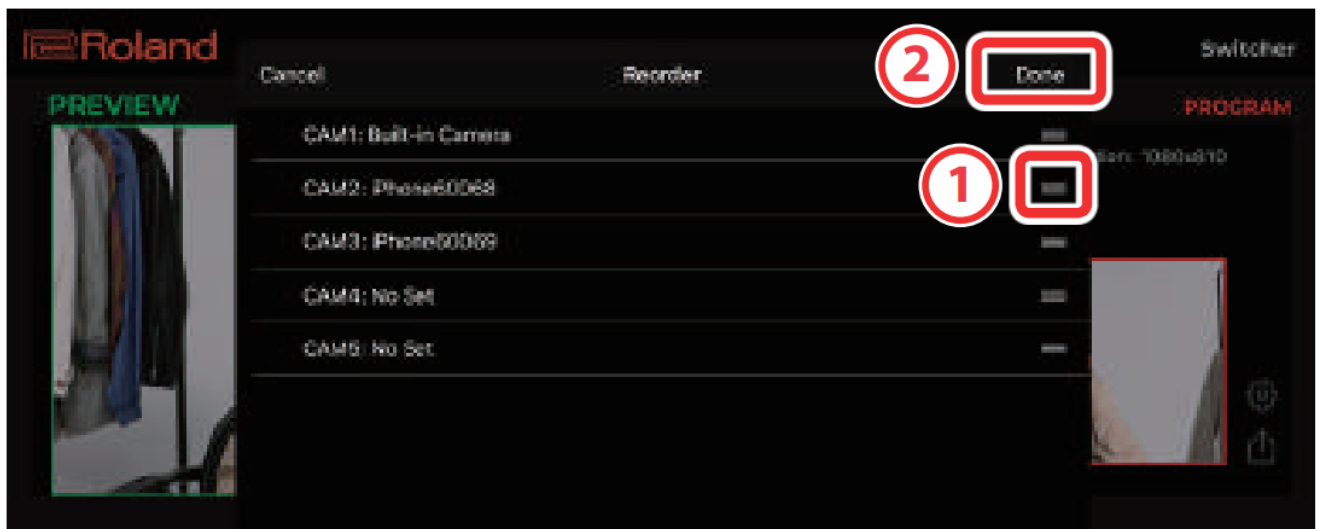 Roland
Switcher
Cancel
Reorder
2
Done
PREVIEW
PROGRAM
CAM1: Built-in Camera
1080x810
CAM2: iPhone60068
1
CAM3: iPhone60069
CAM4: No Set
CAM5: No Set